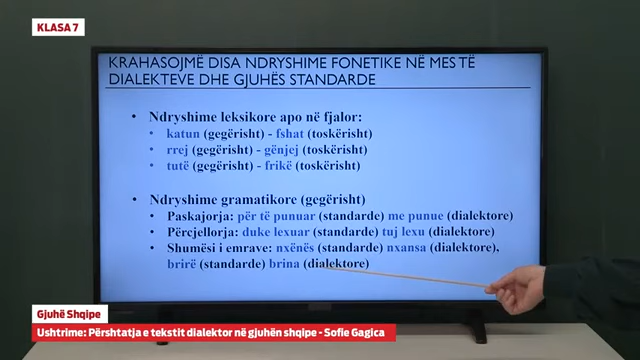 KLASA 7
KRAHASOJMË DISA NDRYSHIME FONETIKE NË MES TË
DIALEKTEVE DHE GJUHËS STANDARDE
• Ndryshime leksikore apo në fjalor:
• katun (gegërisht) - fshat (toskërisht)
• rrej (gegërisht) - gënjej (toskërisht)
• tutë (gegërisht) - frikë (toskërisht)
• Ndryshime gramatikore (gegërisht)
• Paskajorja: për të punuar (standarde) me punue (dialektore)
• Përcjellorja: duke lexuar (standarde) tuj lexu (dialektore)
• Shumësi i emrave: nxënës (standarde) nxansa (dialektore),
brirë (standarde) brina (dialektore)
Gjuhë Shqipe
Ushtrime: Përshtatja e tekstit dialektor në gjuhën shqipe - Sofie Gagica